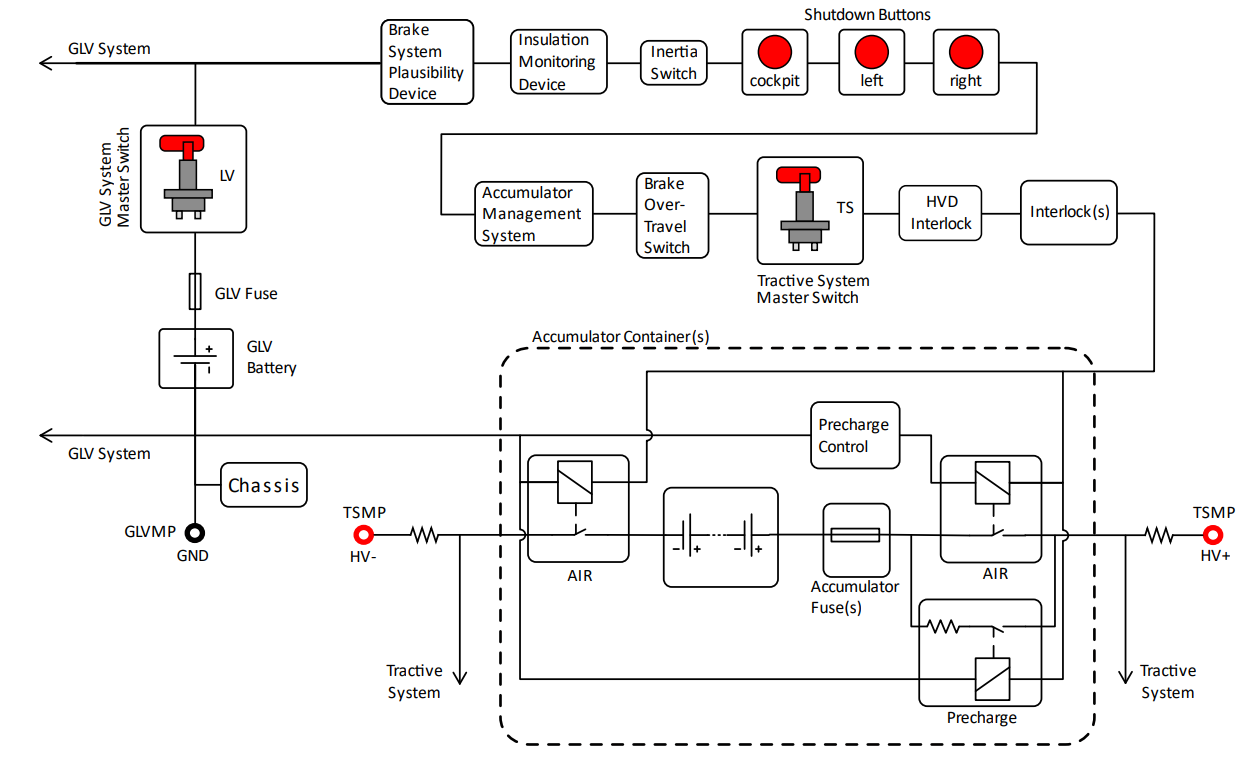 Shutdown Buttons
GLV System
Brake
System
Plausibility
Device
Insulation
Monitoring
Device
Inertia
Switch
cockpit
left
right
GLV System
Master Switch
LV
Accumulator
Management
System
Brake
Over-
Travel
Switch
TS
HVD
Interlock
Interlock(s)
Tractive System
Master Switch
GLV Fuse
Accumulator Container(s)
GLV
Battery
+
-
Precharge
Control
GLV System
Chassis
TSMP
HV-
GLVMP
GND
- +
- +
AIR
Accumulator
Fuse(s)
AIR
TSMP
HV+
Tractive
System
Tractive
System
Precharge